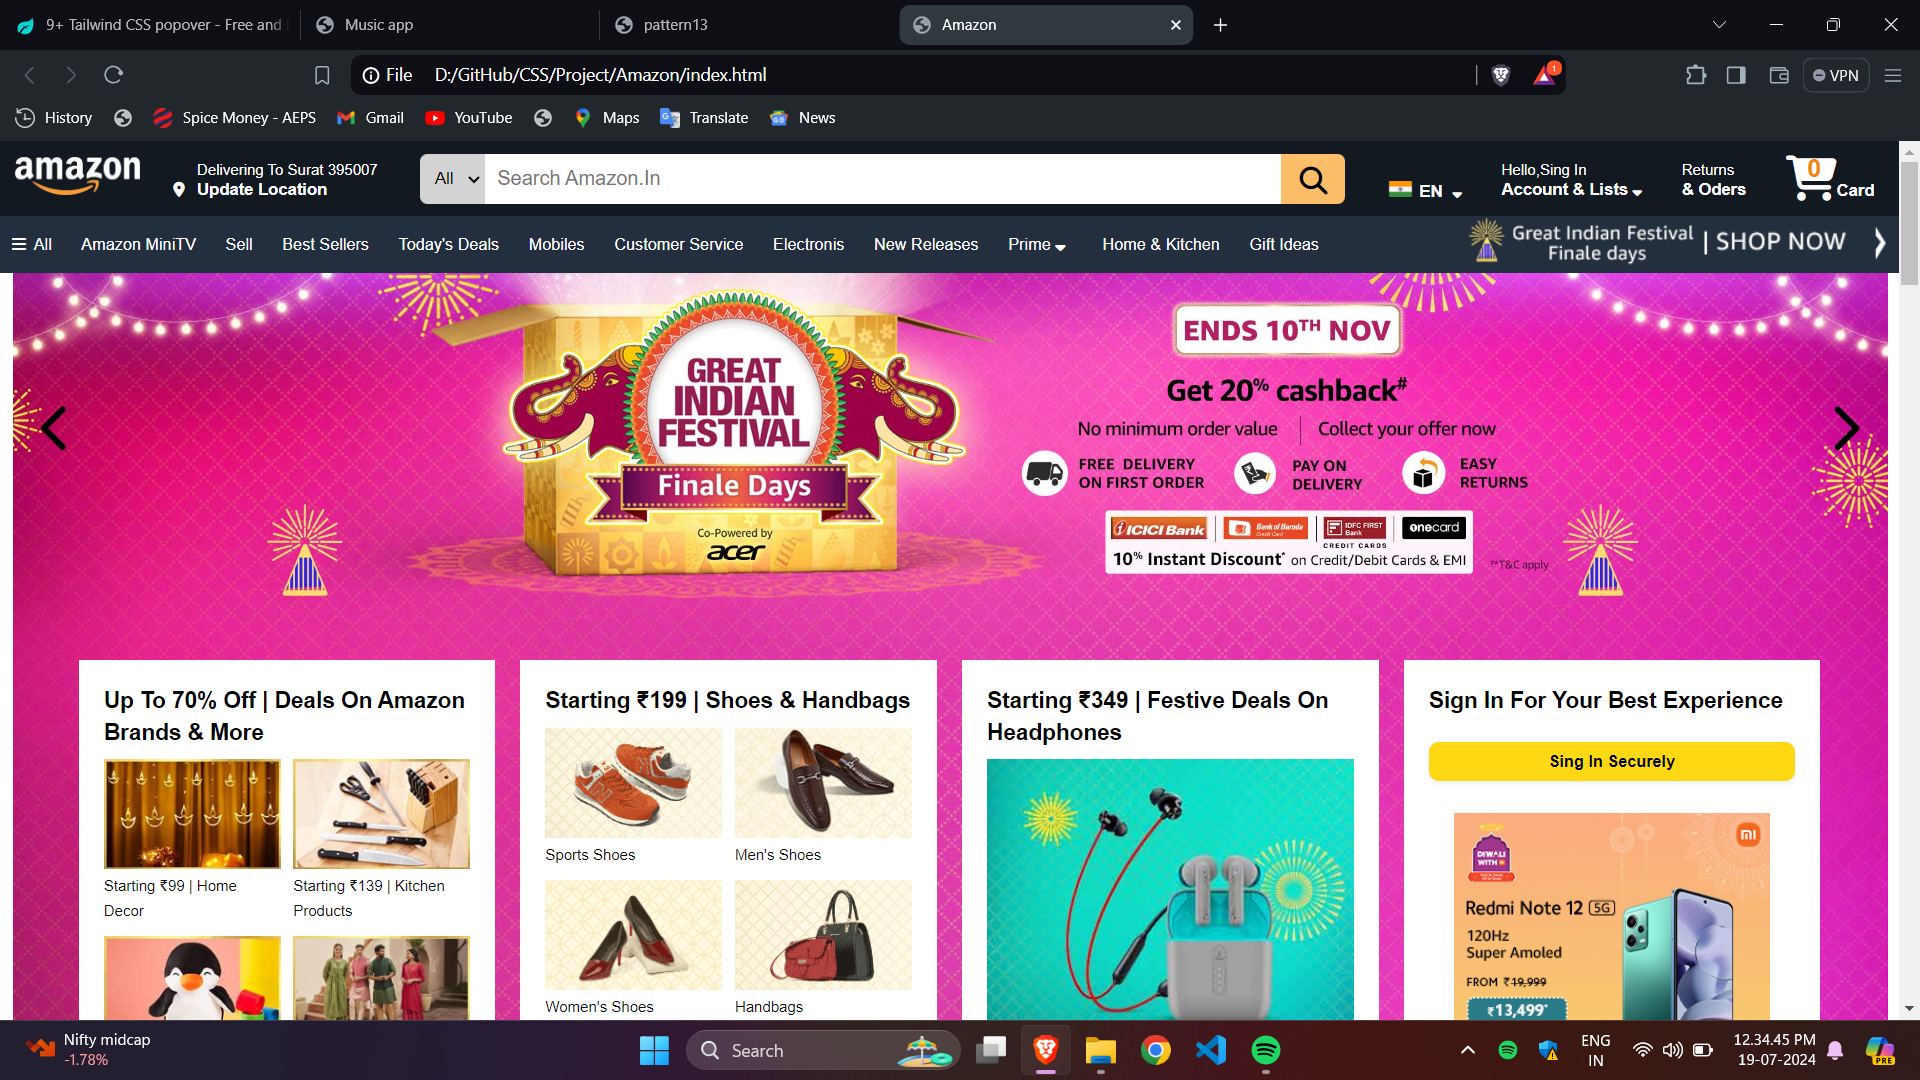 9+ Tailwind CSS popover - Free and
Music app
pattern13
Amazon
File D:/GitHub/CSS/Project/Amazon/index.html
1
VPN
History
Spice Money - AEPS
Gmail
YouTube
Maps
Translate
News
amazon
Delivering To Surat 395007
Update Location
All
Search Amazon.In
EN
Hello,Sing In
Account & Lists
Returns
& Oders
0
Card
All
Amazon MiniTV
Sell
Best Sellers
Today's Deals
Mobiles
Customer Service
Electronis
New Releases
Prime
Home & Kitchen
Gift Ideas
Great Indian Festival
Finale days
| SHOP NOW
GREAT
INDIAN
FESTIVAL
Finale Days
Co-Powered by
acer
ENDS 10TH NOV
Get 20% cashback#
No minimum order value | Collect your offer now
FREE DELIVERY
ON FIRST ORDER
PAY ON
DELIVERY
EASY
RETURNS
ICICI Bank
Bank of Baroda
Credit Card
IDFC FIRST
Bank
CREDIT CARDS
onecard
10% Instant Discount* on Credit/Debit Cards & EMI
#*T&C apply
Up To 70% Off | Deals On Amazon
Brands & More
Starting ₹99 | Home
Decor
Starting ₹139 | Kitchen
Products
Starting ₹199 | Shoes & Handbags
Sports Shoes
Men's Shoes
Women's Shoes
Handbags
Starting ₹349 | Festive Deals On
Headphones
Sign In For Your Best Experience
Sing In Securely
mi
DIWALI
WITH mi
Redmi Note 12 5G
120Hz
Super Amoled
FROM ₹19,999
₹13,499*
Nifty midcap
-1.78%
Search
ENG
IN
12.34.45 PM
19-07-2024
PRE